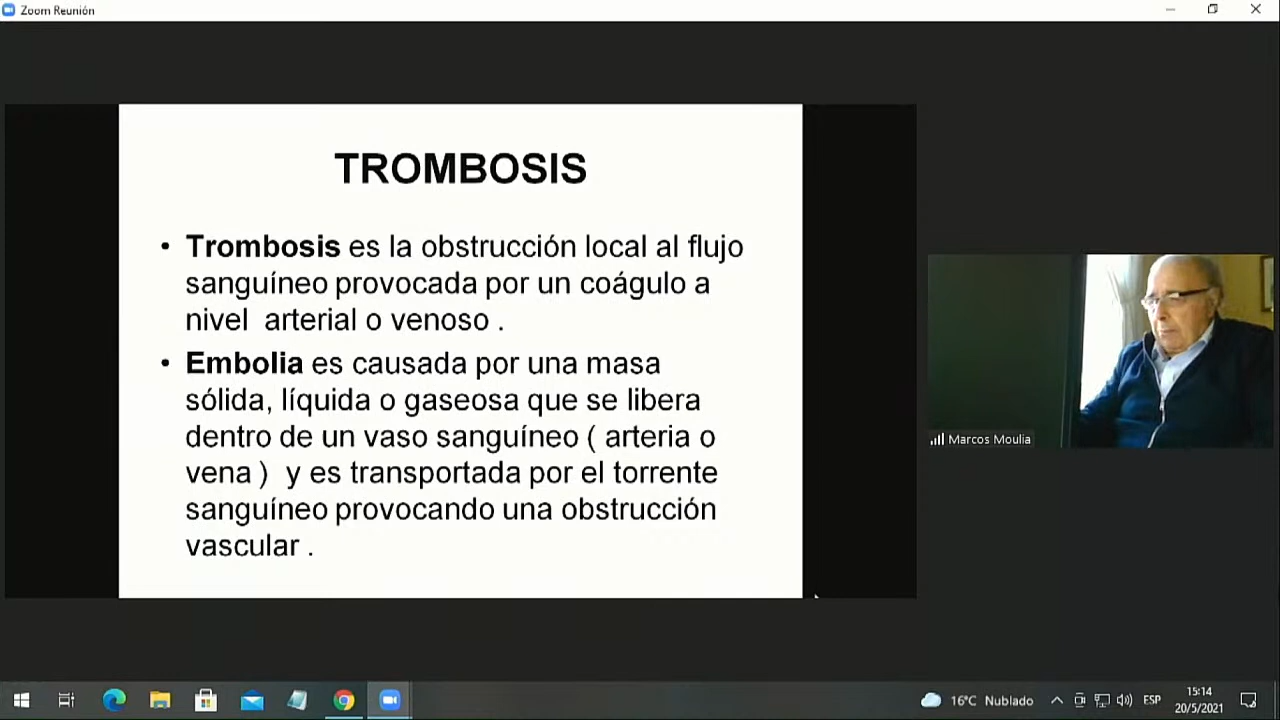 Zoom Reunión
TROMBOSIS
• Trombosis es la obstrucción local al flujo
sanguíneo provocada por un coágulo a
nivel arterial o venoso .
• Embolia es causada por una masa
sólida, líquida o gaseosa que se libera
dentro de un vaso sanguíneo ( arteria o
vena ) y es transportada por el torrente
sanguíneo provocando una obstrucción
vascular .
Marcos Moulia
16°C Nublado
ESP
15:14
20/5/2021